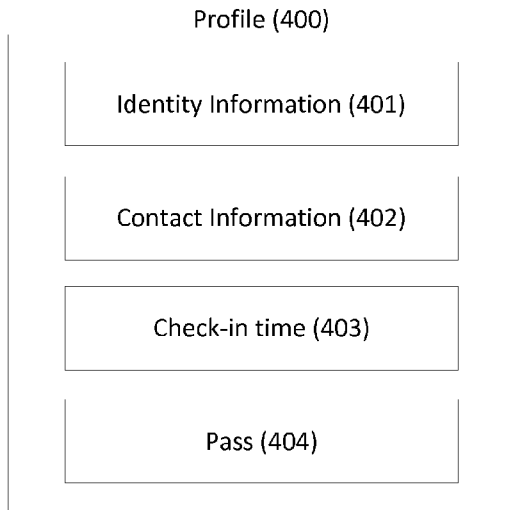 Profile (400)
Identity Information (401)
Contact Information (402)
Check-in time (403)
Pass (404)